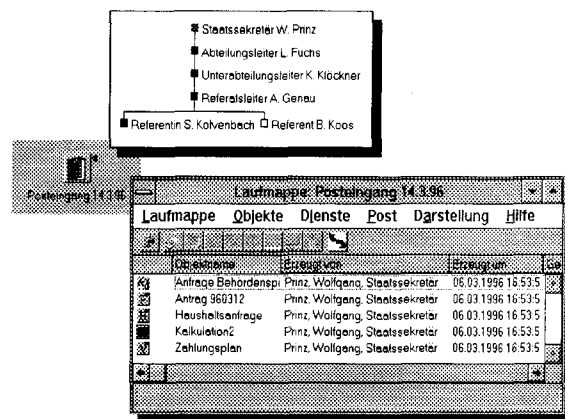 Staatssekretär W. Prinz
Abteilungsleiter L. Fuchs
Unterabteilungsleiter K. Klöckner
Referatsleiter A. Genau
Referentin S. Kolvenbach Referent B. Koos
Posteingang 14.3.96
Laufmappe: Posteingang 14.3.96
Laufmappe Objekte Dienste Post Darstellung Hilfe
Objektname Erzeugt von Erzeugt um Ge
Anfrage Behördenspi Prinz, Wolfgang, Staatssekretär 06.03.1996 16:53:5
Antrag 960312 Prinz, Wolfgang, Staatssekretär 06.03.1996 16:53:5
Haushaltsanfrage Prinz, Wolfgang, Staatssekretär 06.03.1996 16:53:5
Kalkulation2 Prinz, Wolfgang, Staatssekretär 06.03.1996 16:53:5
Zahlungsplan Prinz, Wolfgang, Staatssekretär 06.03.1996 16:53:5